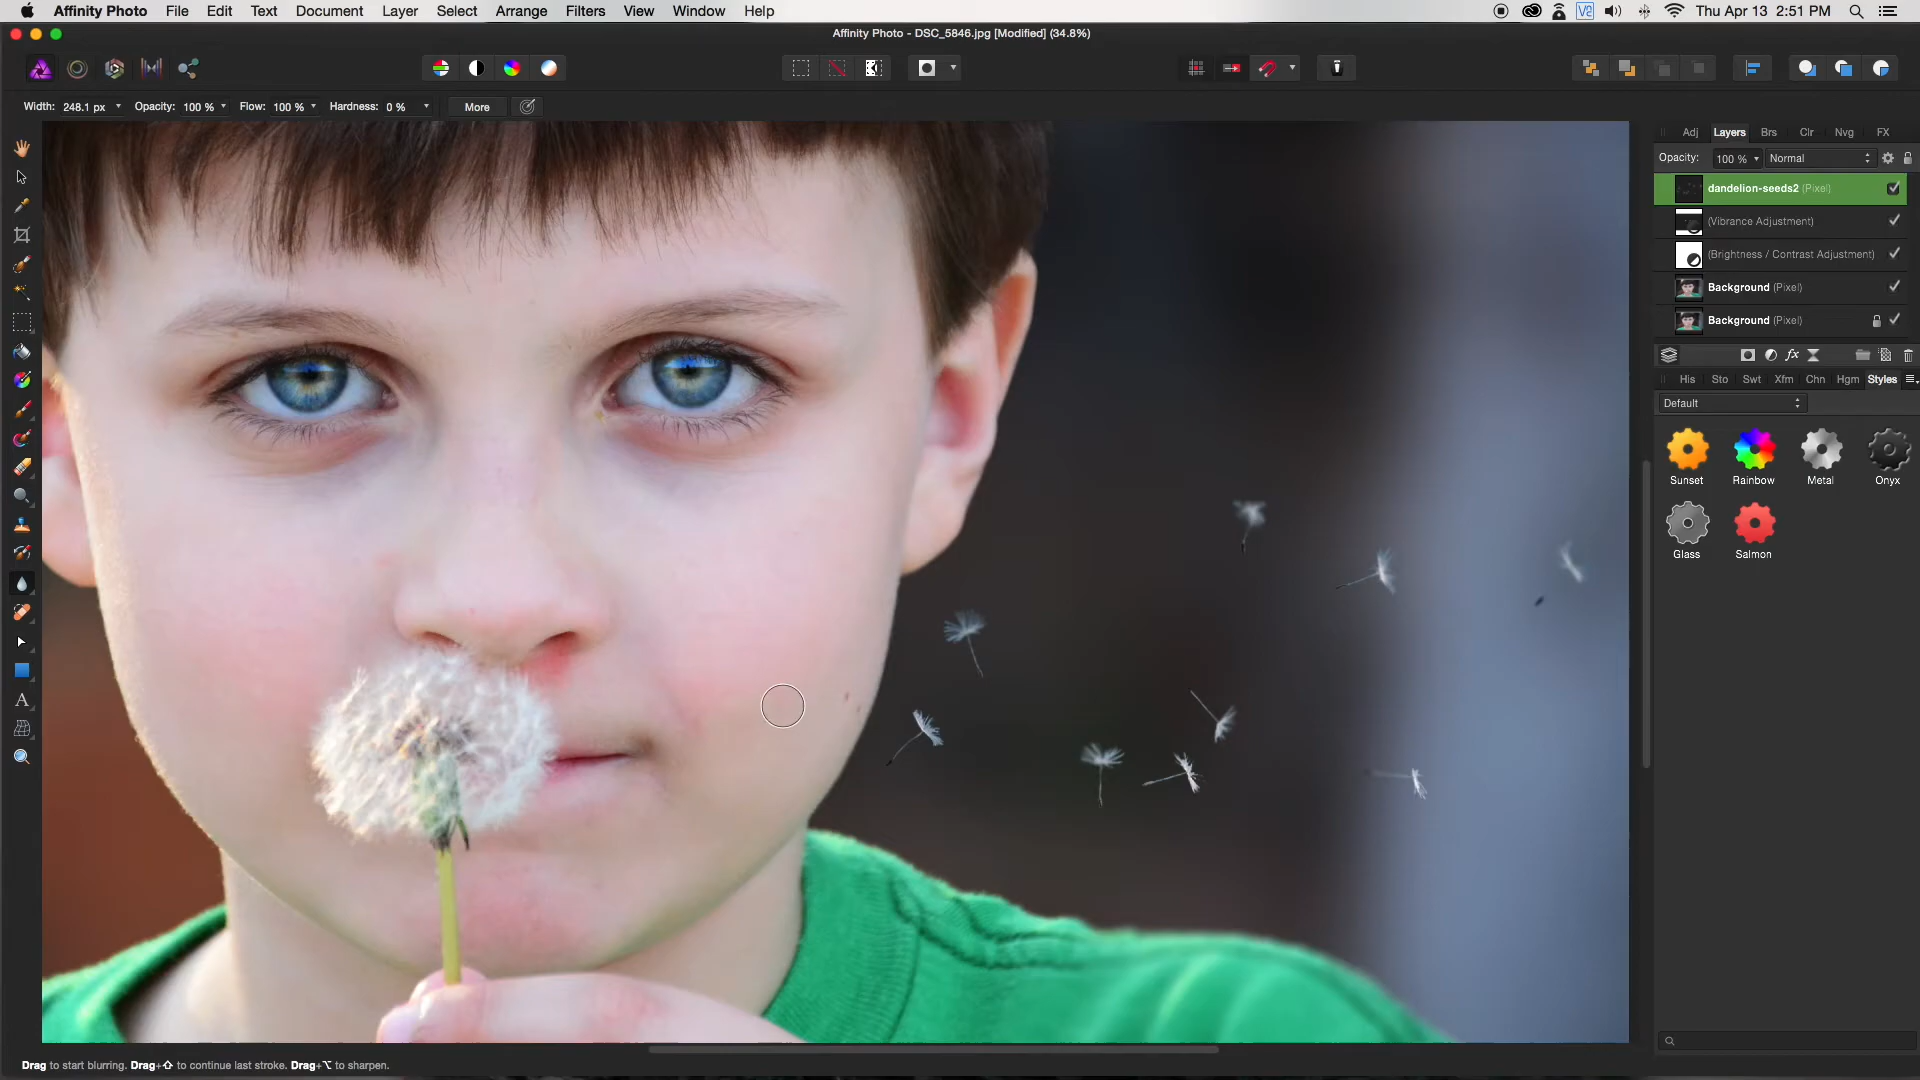 Affinity Photo File Edit Text Document Layer Select Arrange Filters View Window Help Thu Apr 13 2:51 PM
Affinity Photo - DSC_5846.jpg [Modified] (34.8%)
Width: 248.1 px Opacity: 100 % Flow: 100 % Hardness: 0 % More
Adj Layers Brs Clr Nvg FX
Opacity: 100 % Normal
dandelion-seeds2 (Pixel)
(Vibrance Adjustment)
(Brightness / Contrast Adjustment)
Background (Pixel)
Background (Pixel)
His Sto Swt Xfm Chn Hgm Styles
Default
Sunset Rainbow Metal Onyx
Glass Salmon
Drag to start blurring. Drag+⇧ to continue last stroke. Drag+⌥ to sharpen.